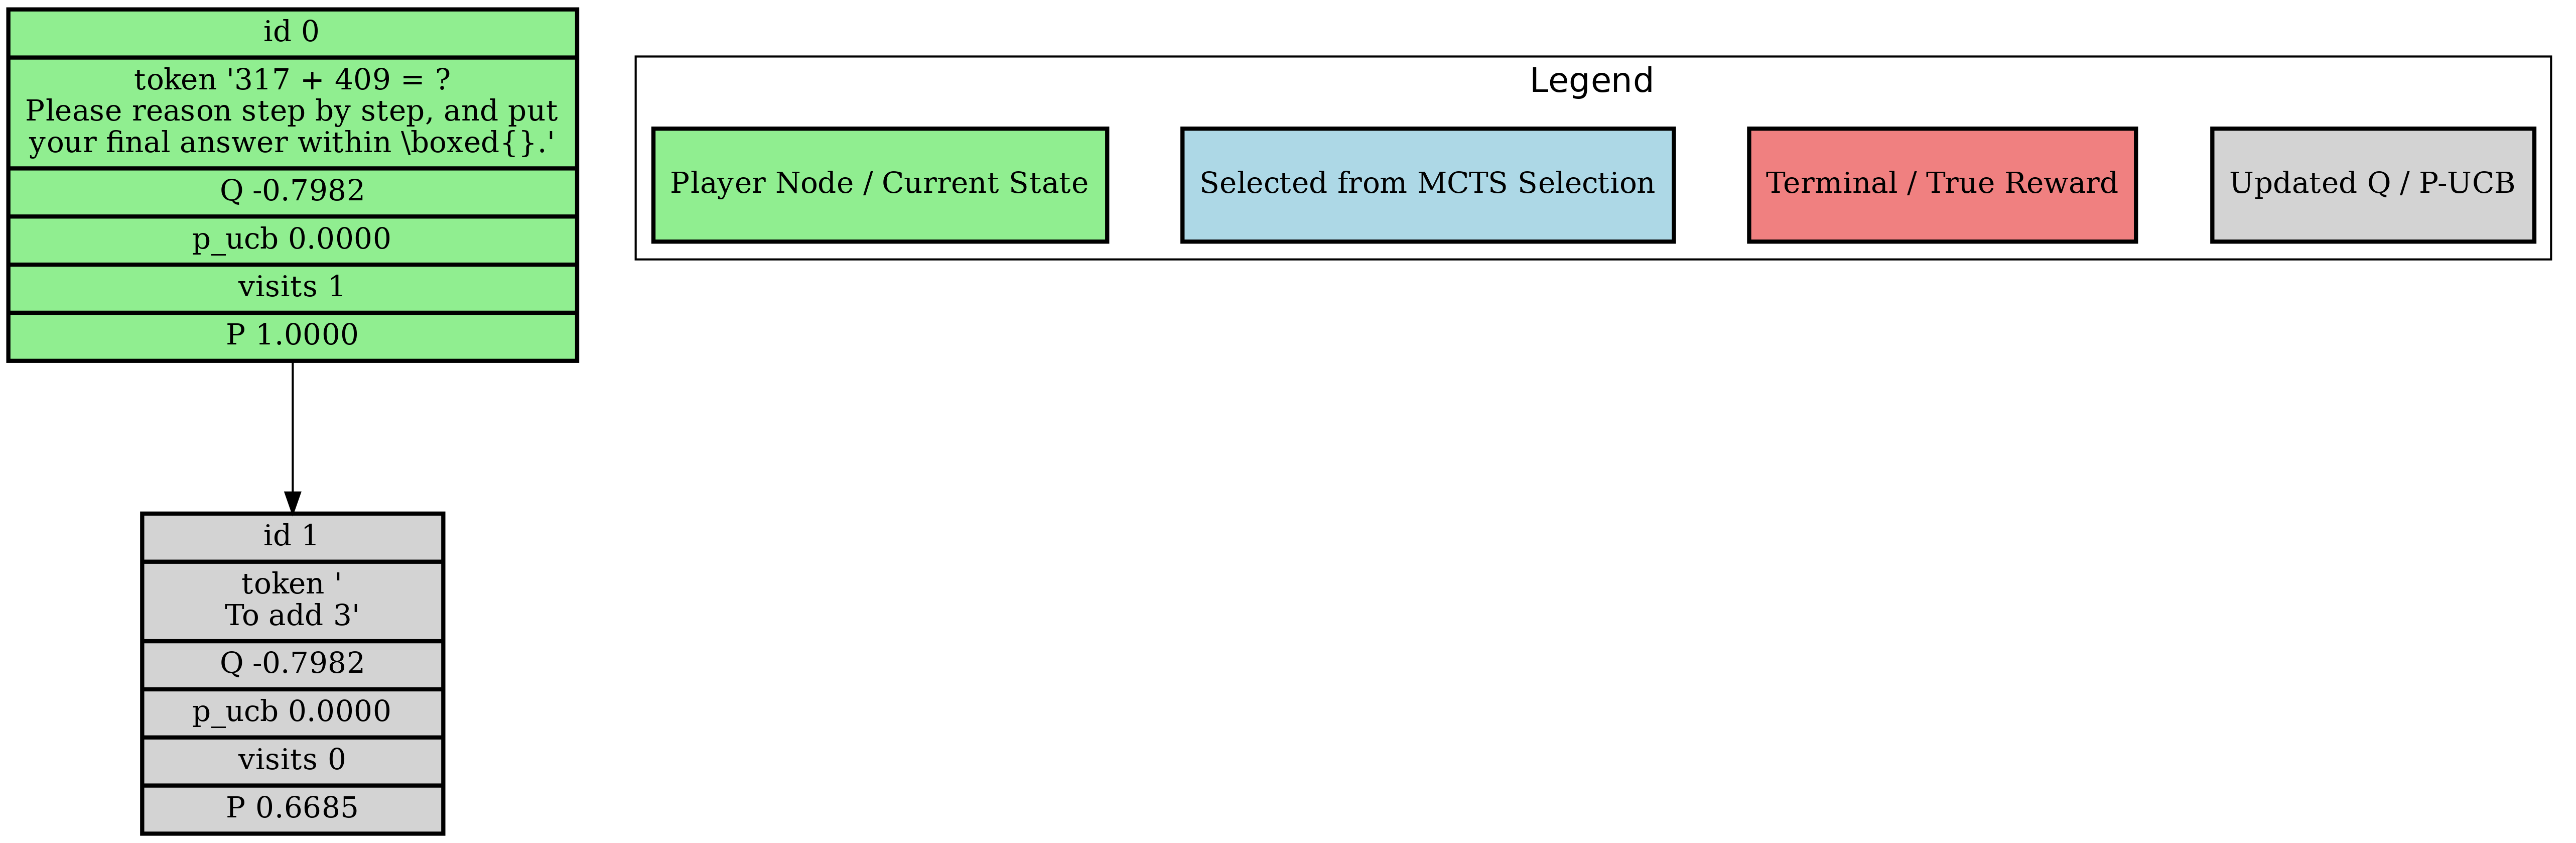 id 0
token '317 + 409 = ?
Please reason step by step, and put
your final answer within \boxed{}.'
Q -0.7982
p_ucb 0.0000
visits 1
P 1.0000
Legend
Player Node / Current State
Selected from MCTS Selection
Terminal / True Reward
Updated Q / P-UCB
id 1
token '
To add 3'
Q -0.7982
p_ucb 0.0000
visits 0
P 0.6685